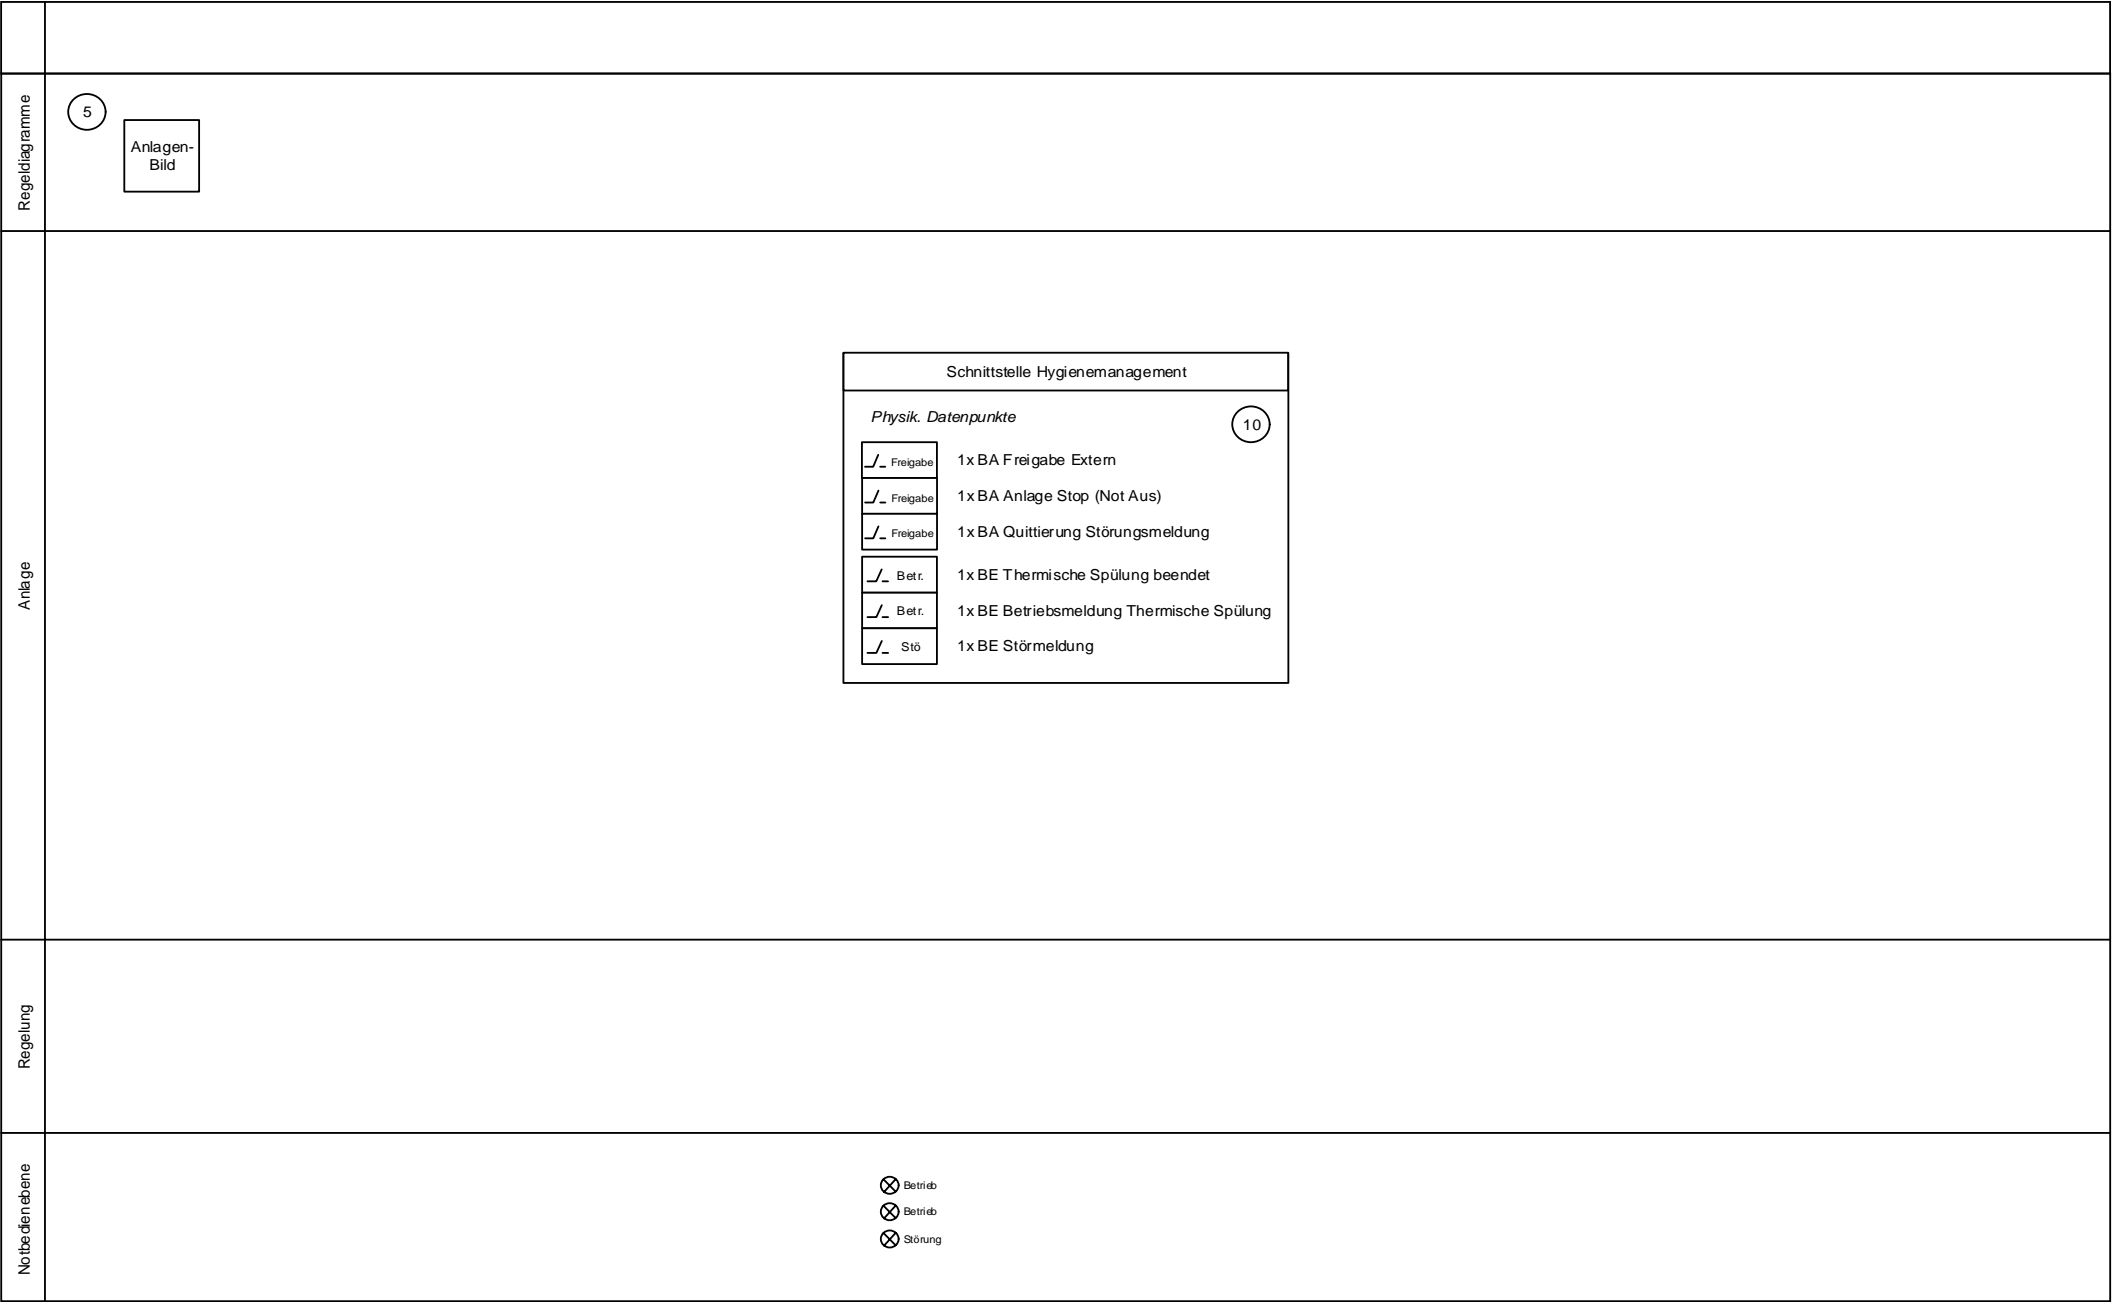 Regeldiagramme
5
Anlagen-
Bild
Anlage
Schnittstelle Hygienemanagement
Physik. Datenpunkte
10
Freigabe 1x BA Freigabe Extern
Freigabe 1x BA Anlage Stop (Not Aus)
Freigabe 1x BA Quittierung Störungsmeldung
Betr. 1x BE Thermische Spülung beendet
Betr. 1x BE Betriebsmeldung Thermische Spülung
Stö 1x BE Störmeldung
Regelung
Notbedienebene
Betrieb
Betrieb
Störung